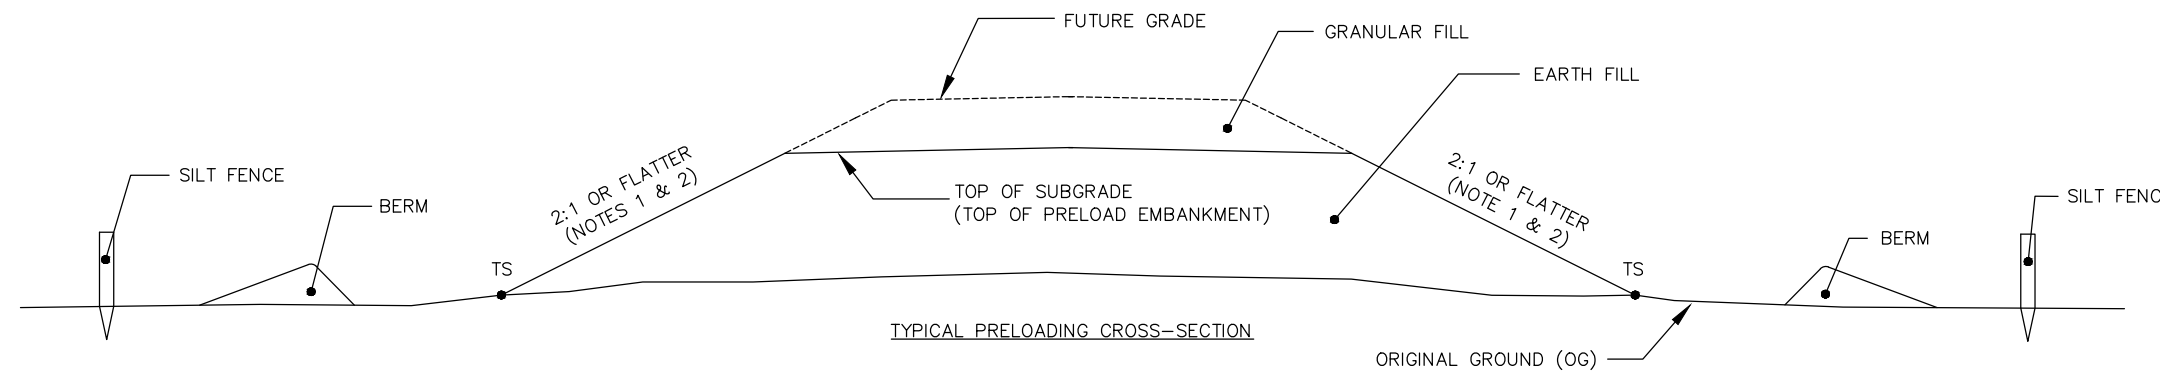 FUTURE GRADE
GRANULAR FILL
EARTH FILL
SILT FENCE
BERM
2:1 OR FLATTER
(NOTES 1 & 2)
TOP OF SUBGRADE
(TOP OF PRELOAD EMBANKMENT)
2:1 OR FLATTER
(NOTE 1 & 2)
SILT FENC
BERM
TS
TS
TYPICAL PRELOADING CROSS-SECTION
ORIGINAL GROUND (OG)